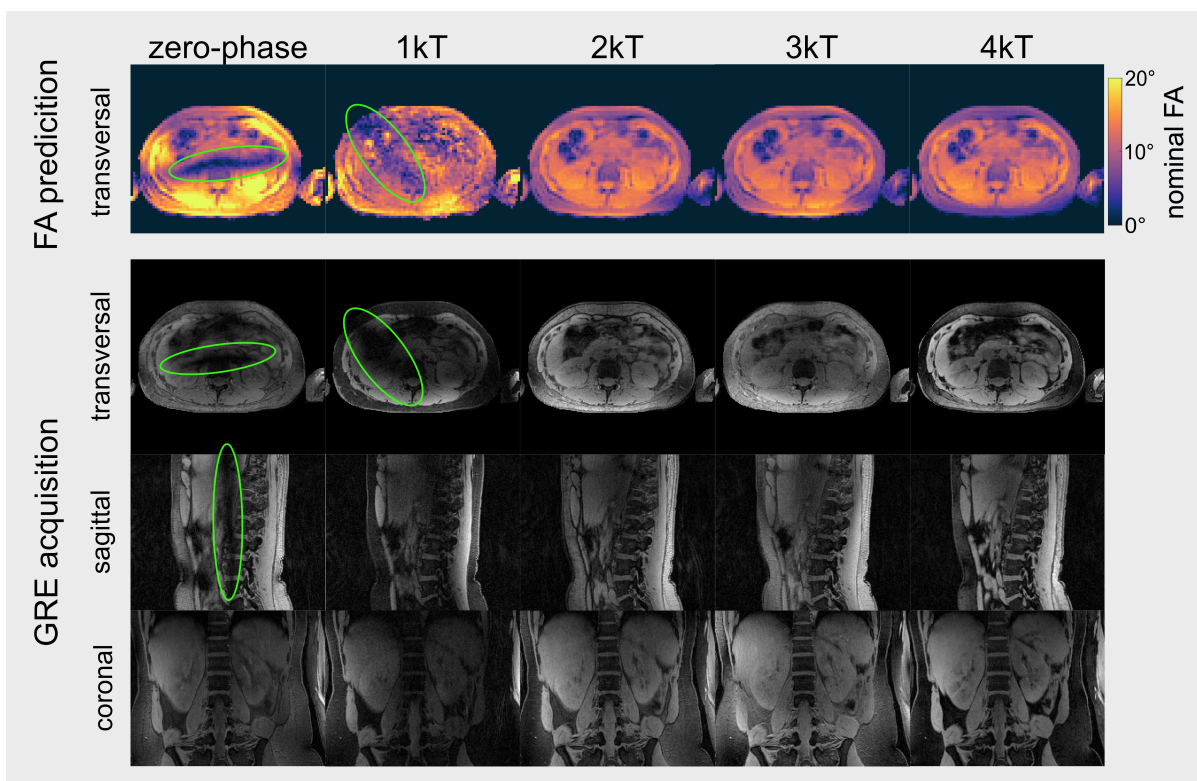 zero-phase 1kT 2kT 3kT 4kT
FA predicition
transversal
20°
10°
0°
nominal FA
GRE acquisition
transversal
sagittal
coronal